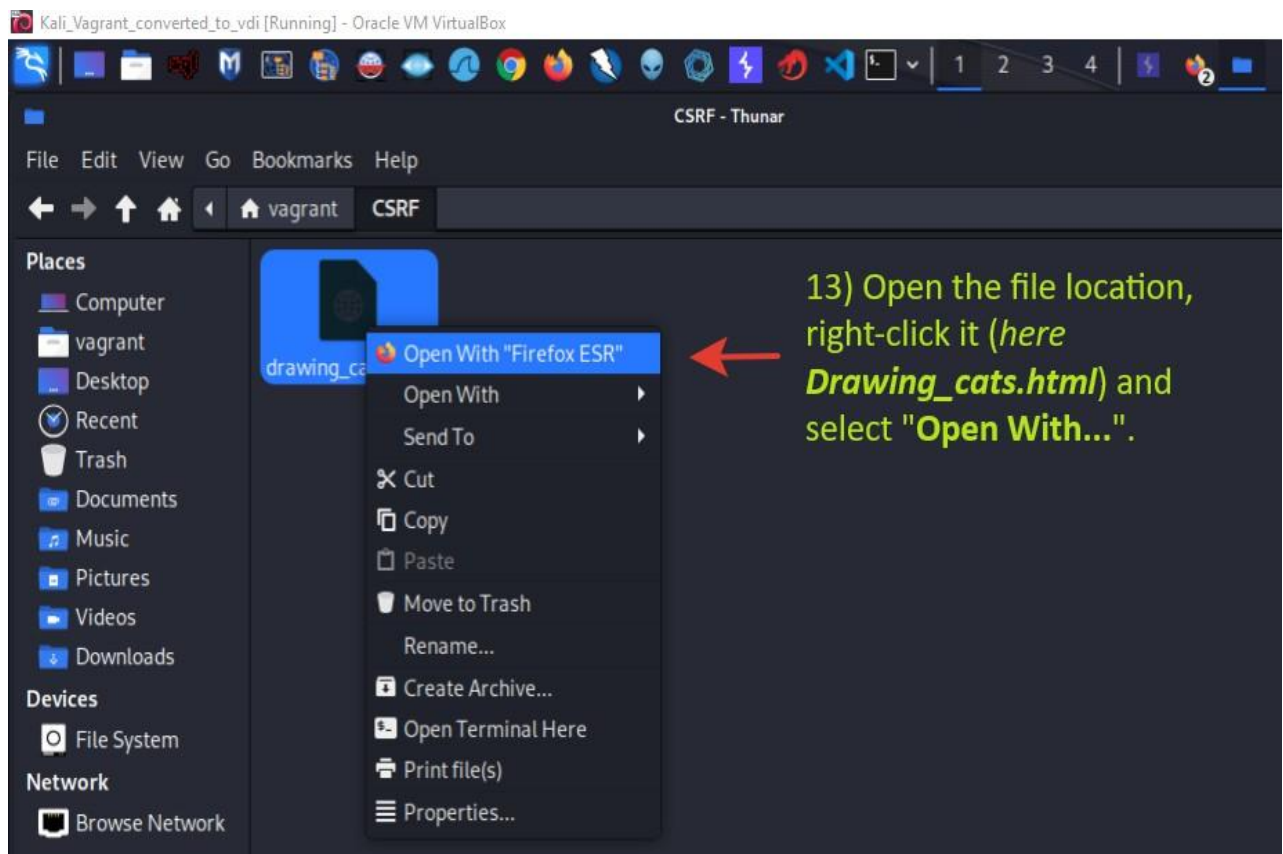 Kali_Vagrant_converted_to_vdi [Running] - Oracle VM VirtualBox
1 2 3 4 2
CSRF - Thunar
File Edit View Go Bookmarks Help
vagrant CSRF
Places
Computer
vagrant
Desktop
Recent
Trash
Documents
Music
Pictures
Videos
Downloads
Devices
File System
Network
Browse Network
drawing_ca
Open With "Firefox ESR"
Open With
Send To
Cut
Copy
Paste
Move to Trash
Rename...
Create Archive...
Open Terminal Here
Print file(s)
Properties...
13) Open the file location,
right-click it (here
Drawing_cats.html) and
select "Open With...".